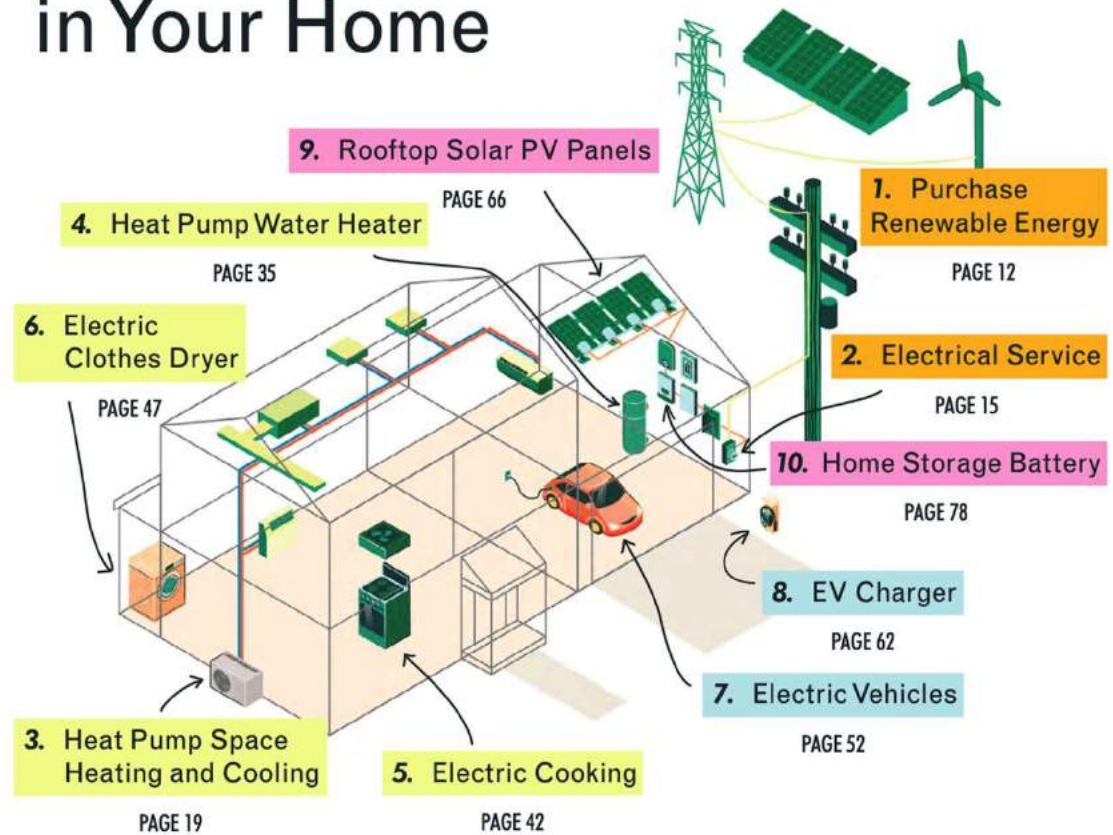 in Your Home
9. Rooftop Solar PV Panels
PAGE 66
1. Purchase
Renewable Energy
PAGE 12
4. Heat Pump Water Heater
PAGE 35
6. Electric
Clothes Dryer
PAGE 47
2. Electrical Service
PAGE 15
10. Home Storage Battery
PAGE 78
8. EV Charger
PAGE 62
7. Electric Vehicles
PAGE 52
3. Heat Pump Space
Heating and Cooling
PAGE 19
5. Electric Cooking
PAGE 42